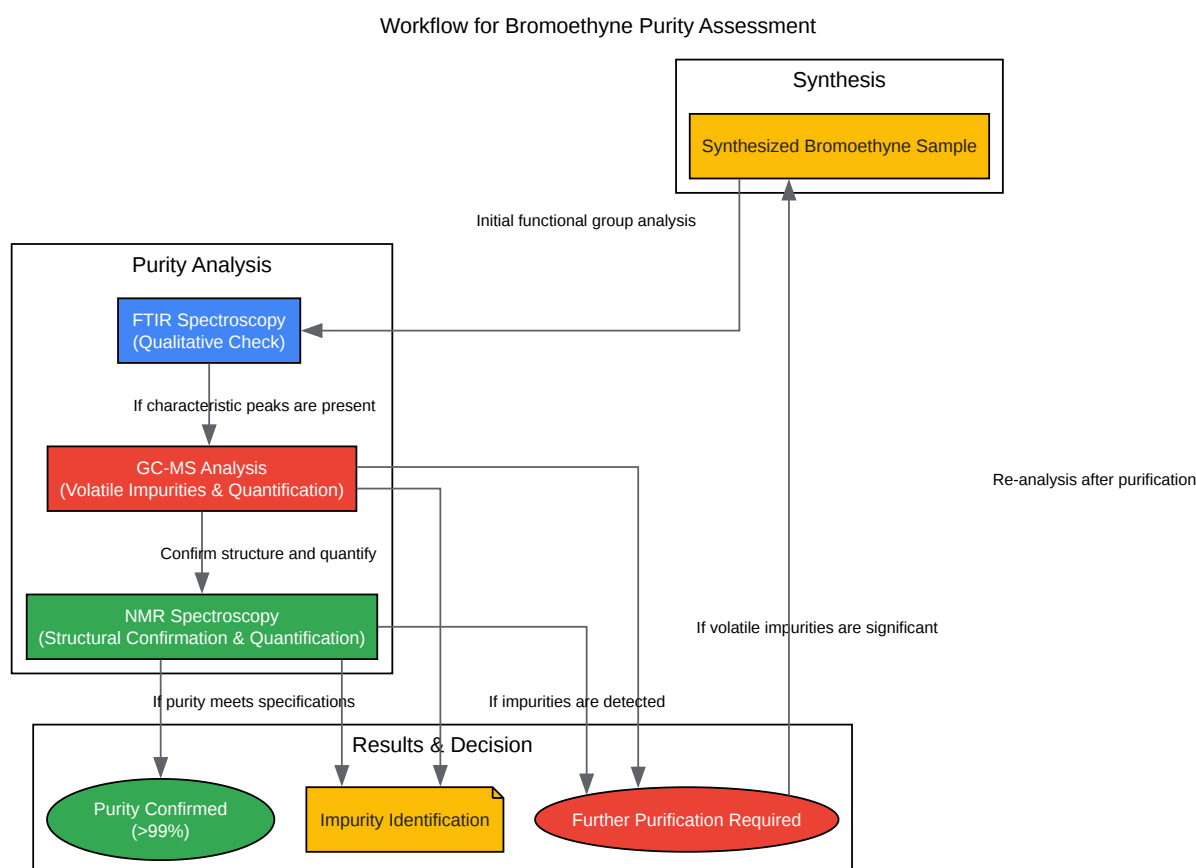 Workflow for Bromoethyne Purity Assessment
Synthesis
Synthesized Bromoethyne Sample
Initial functional group analysis
Purity Analysis
FTIR Spectroscopy
(Qualitative Check)
If characteristic peaks are present
GC-MS Analysis
(Volatile Impurities & Quantification)
Re-analysis after purification
Confirm structure and quantify
NMR Spectroscopy
(Structural Confirmation & Quantification)
If volatile impurities are significant
If purity meets specifications
If impurities are detected
Results & Decision
Purity Confirmed
(>99%)
Impurity Identification
Further Purification Required